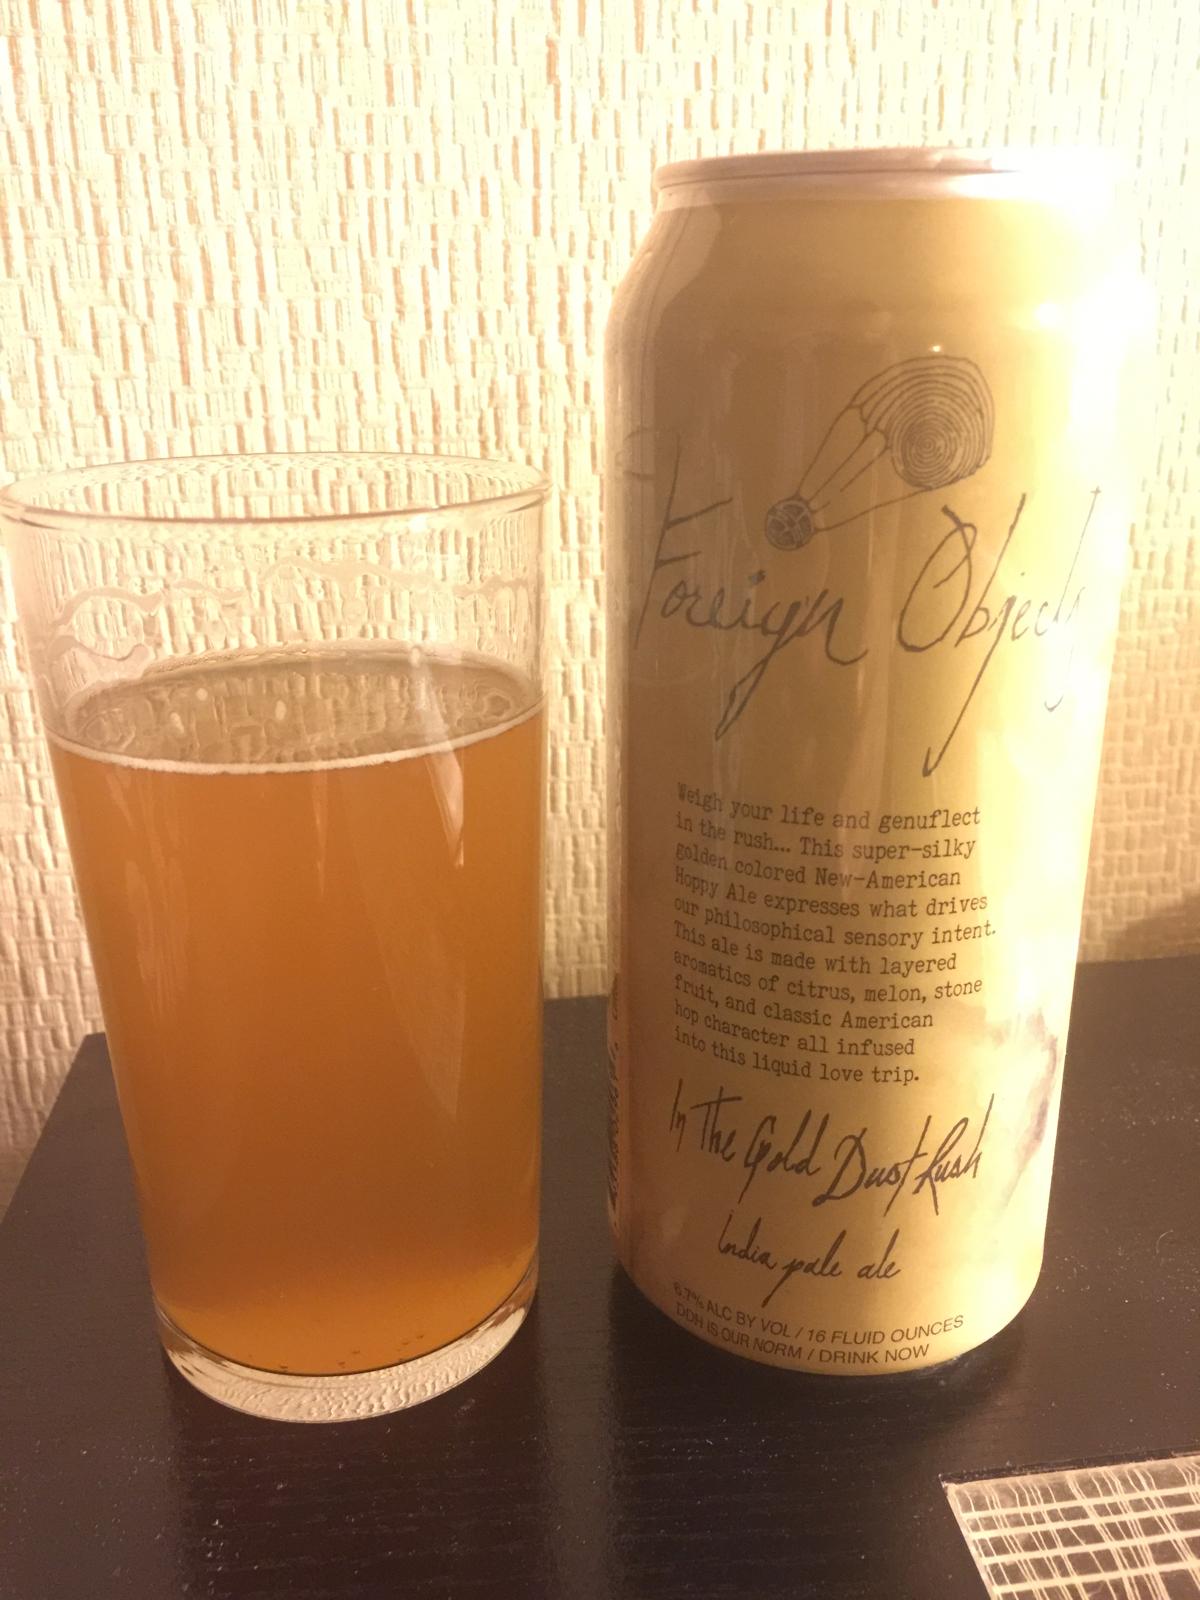 Foreign Objects
Weigh your life and genuflect
in the rush... This super-silky
golden colored New-American
Hoppy Ale expresses what drives
our philosophical sensory intent.
This ale is made with layered
aromatics of citrus, melon, stone
fruit, and classic American
hop character all infused
into this liquid love trip.
In The Gold Dust Rush
India pale ale
6.7% ALC BY VOL / 16 FLUID OUNCES
DDH IS OUR NORM / DRINK NOW